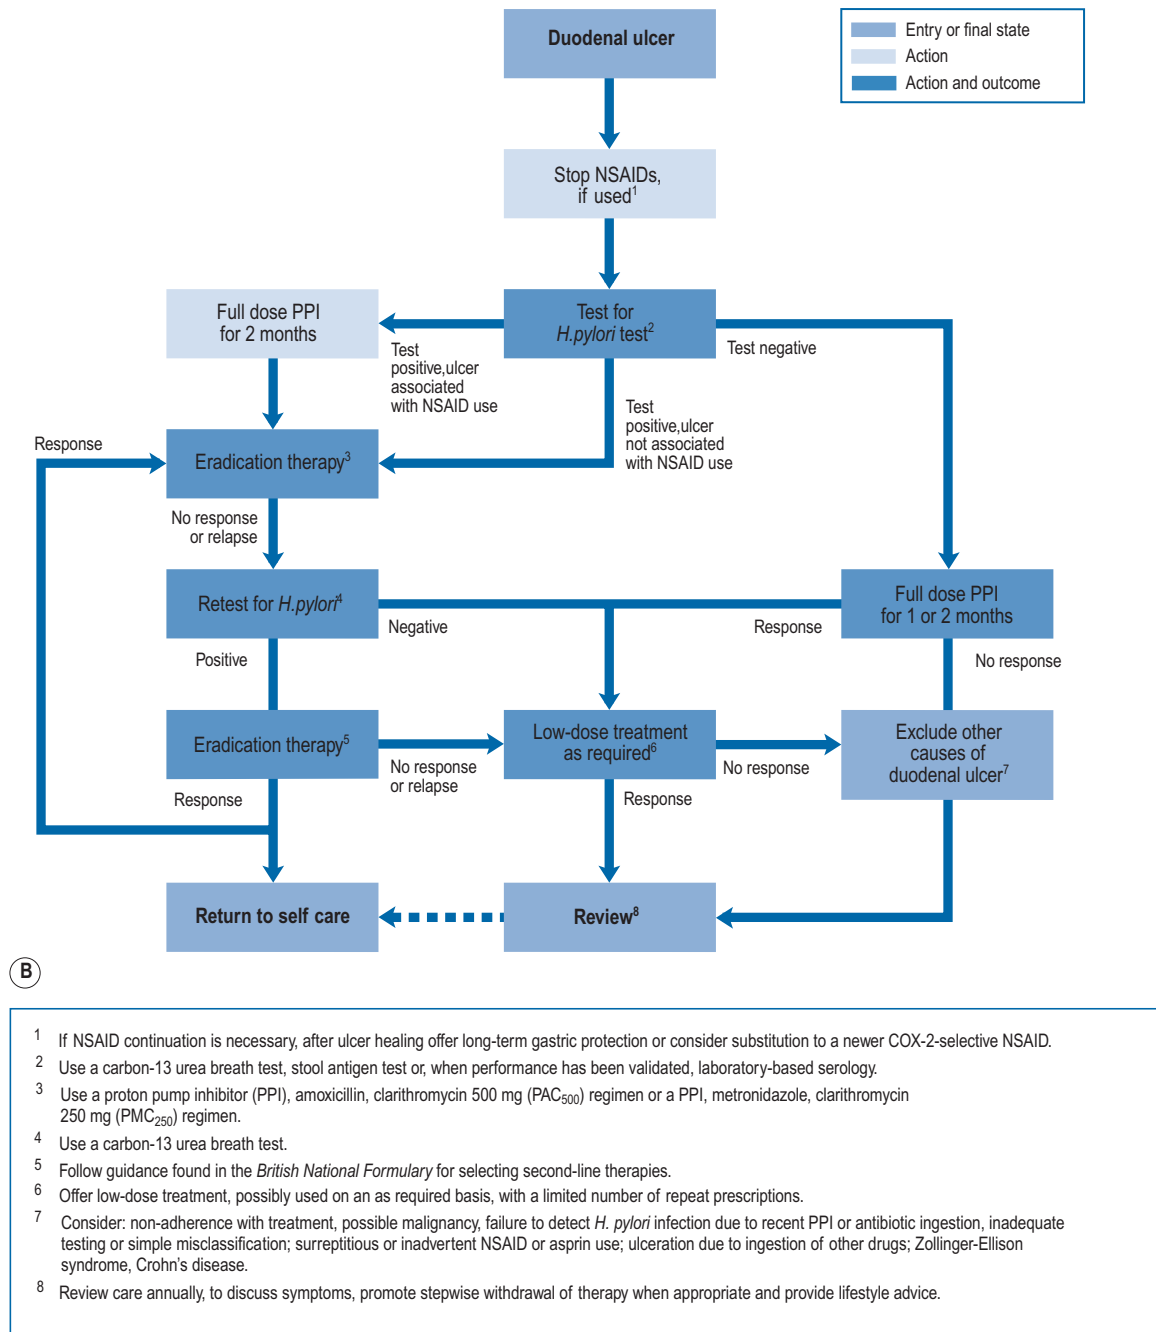 Duodenal ulcer
Entry or final state
Action
Action and outcome
Stop NSAIDs,
if used1
Full dose PPI
for 2 months
Test for
H.pylori test2
Test
positive,ulcer
associated
with NSAID use
Test negative
Test
positive,ulcer
not associated
with NSAID use
Response
Eradication therapy3
No response
or relapse
Retest for H.pylori4
Negative
Response
Full dose PPI
for 1 or 2 months
Positive
No response
Eradication therapy5
No response
or relapse
Low-dose treatment
as required6
No response
Exclude other
causes of
duodenal ulcer7
Response
Response
Return to self care
Review8
B
1 If NSAID continuation is necessary, after ulcer healing offer long-term gastric protection or consider substitution to a newer COX-2-selective NSAID.
2 Use a carbon-13 urea breath test, stool antigen test or, when performance has been validated, laboratory-based serology.
3 Use a proton pump inhibitor (PPI), amoxicillin, clarithromycin 500 mg (PAC500) regimen or a PPI, metronidazole, clarithromycin
250 mg (PMC250) regimen.
4 Use a carbon-13 urea breath test.
5 Follow guidance found in the British National Formulary for selecting second-line therapies.
6 Offer low-dose treatment, possibly used on an as required basis, with a limited number of repeat prescriptions.
7 Consider: non-adherence with treatment, possible malignancy, failure to detect H. pylori infection due to recent PPI or antibiotic ingestion, inadequate
testing or simple misclassification; surreptitious or inadvertent NSAID or asprin use; ulceration due to ingestion of other drugs; Zollinger-Ellison
syndrome, Crohn's disease.
8 Review care annually, to discuss symptoms, promote stepwise withdrawal of therapy when appropriate and provide lifestyle advice.